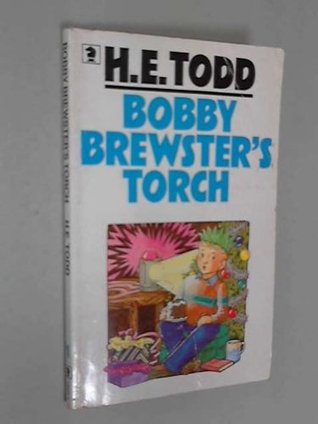 H.E. TODD
BOBBY
BREWSTER'S
TORCH
BOBBY BREWSTER'S TORCH H.E. TODD